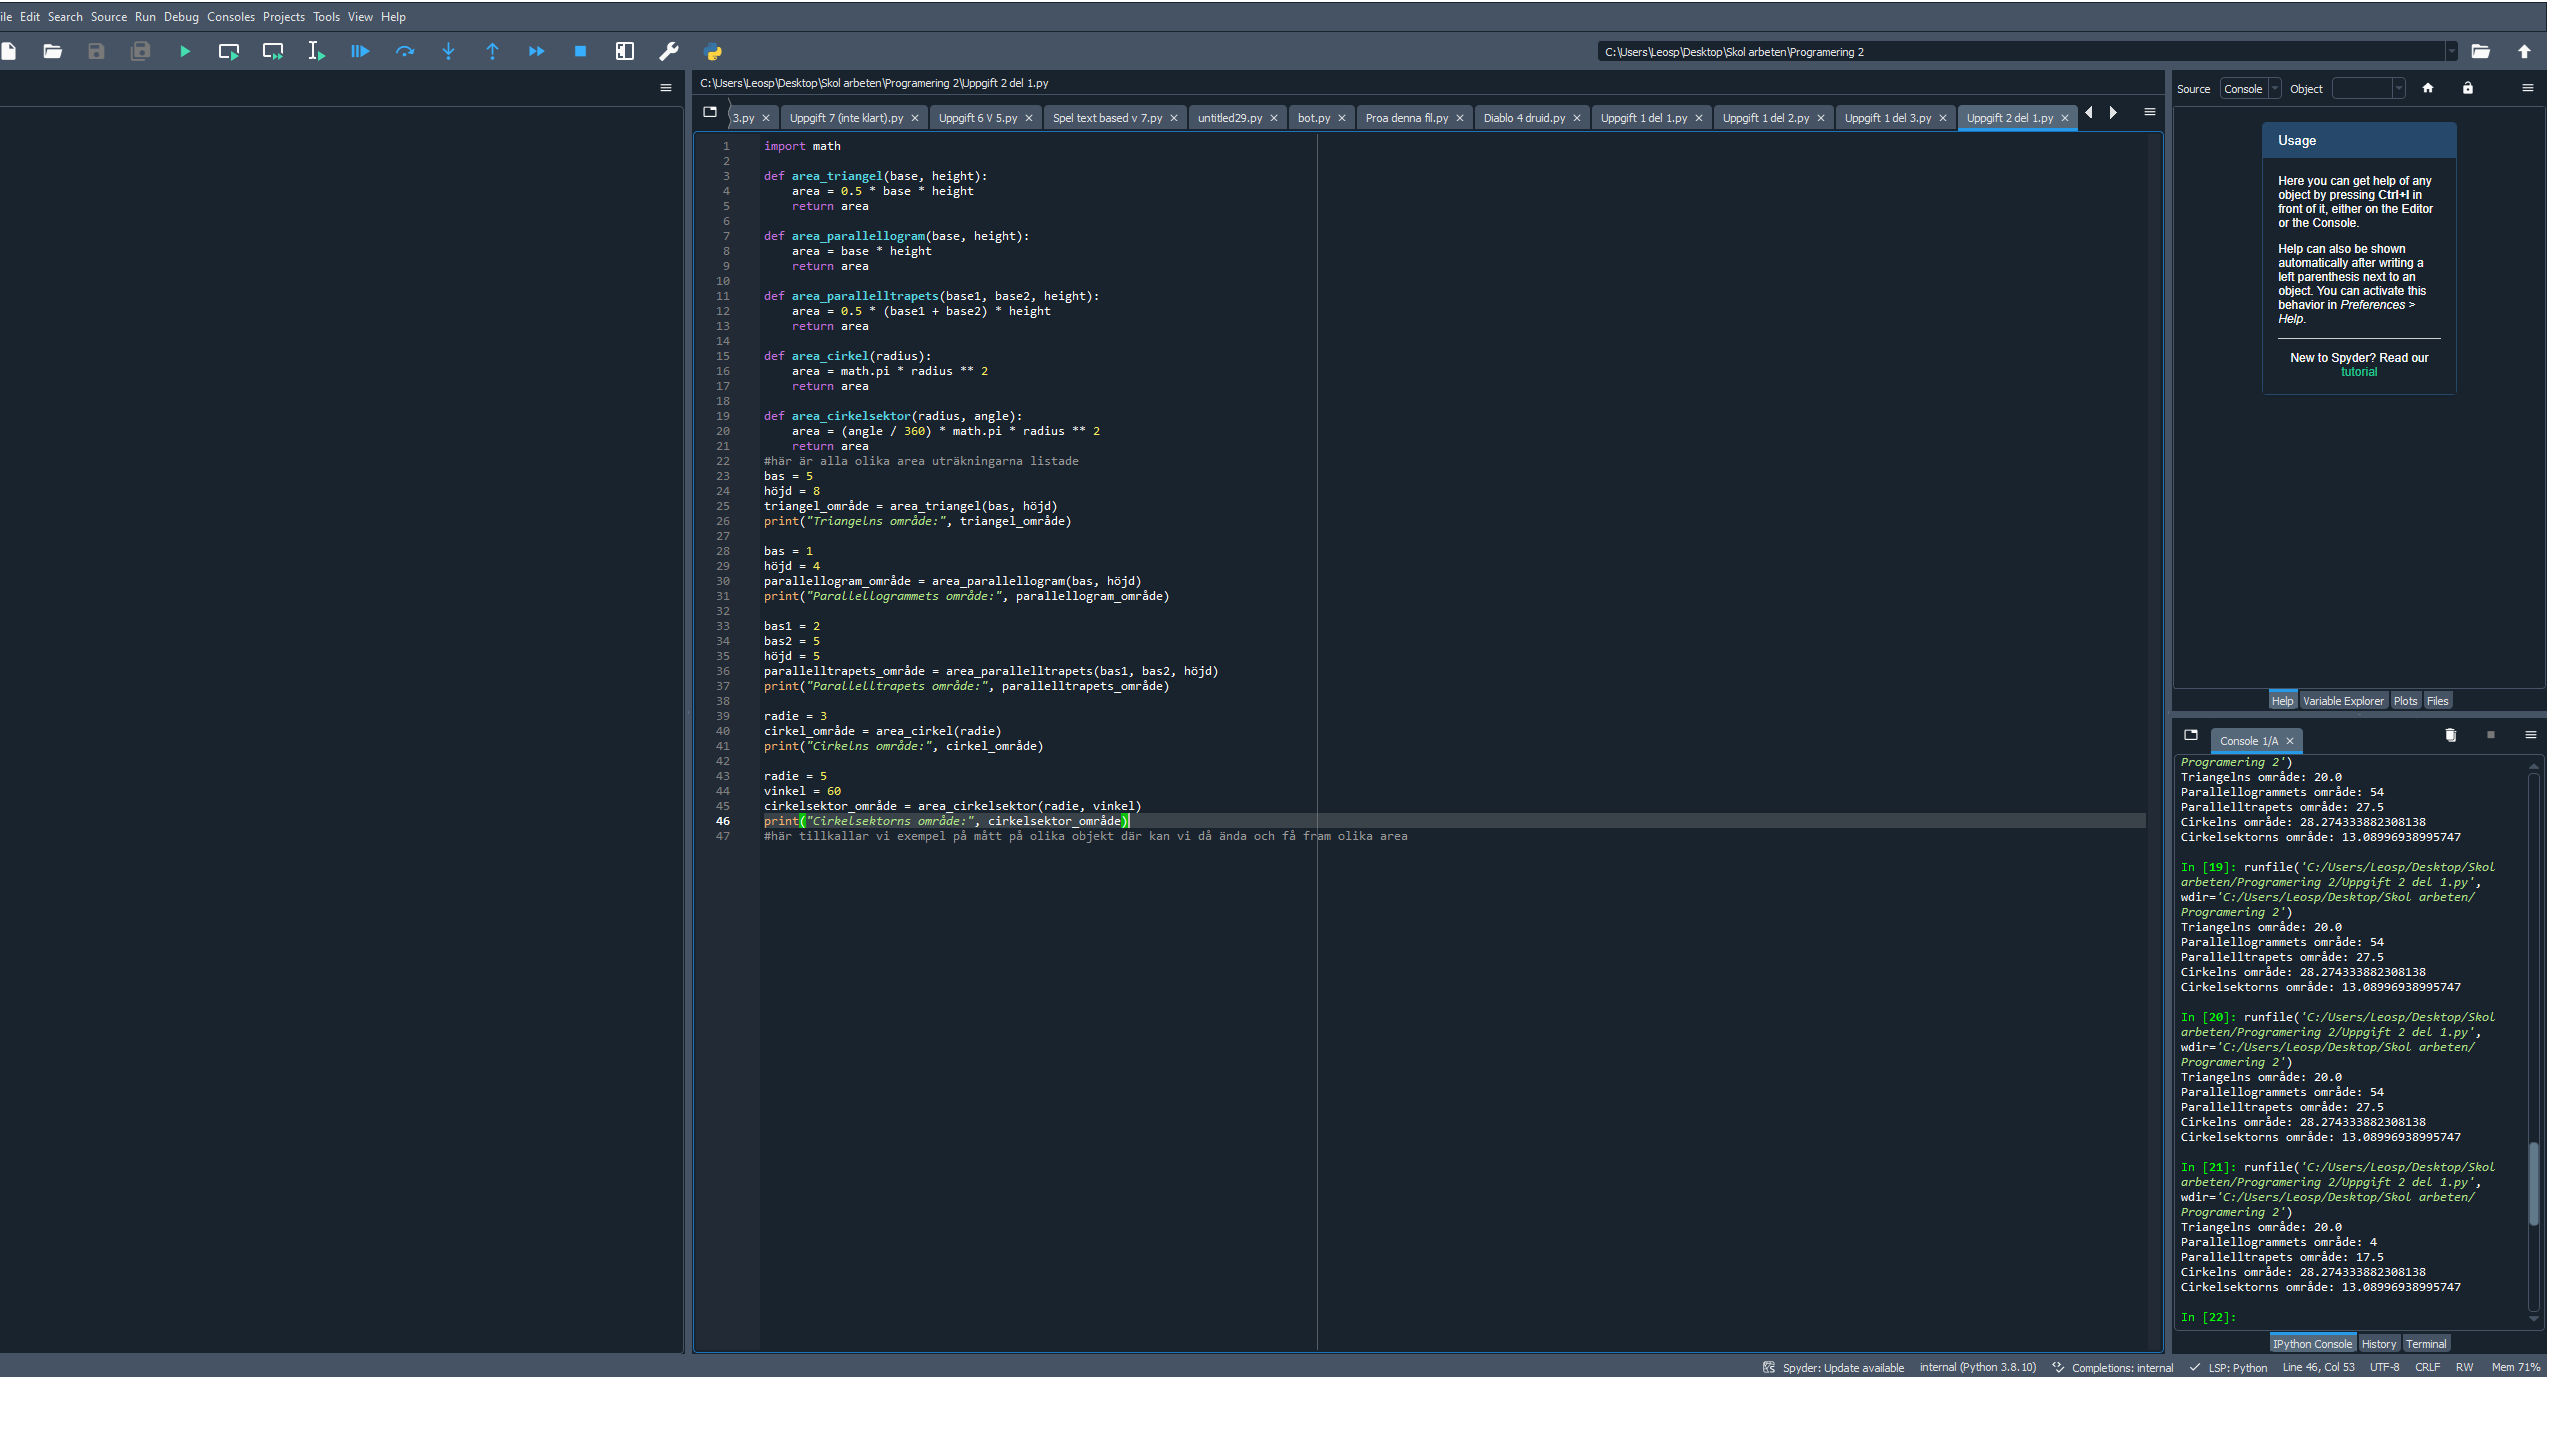 ile Edit Search Source Run Debug Consoles Projects Tools View Help
C:\Users\Leosp\Desktop\Skol arbeten\Programering 2
C:\Users\Leosp\Desktop\Skol arbeten\Programering 2\Uppgift 2 del 1.py
3.py Uppgift 7 (inte klart).py Uppgift 6 V 5.py Spel text based v 7.py untitled29.py bot.py Proa denna fil.py Diablo 4 druid.py Uppgift 1 del 1.py Uppgift 1 del 2.py Uppgift 1 del 3.py Uppgift 2 del 1.py
1 import math
2
3 def area_triangel(base, height):
4 area = 0.5 * base * height
5 return area
6
7 def area_parallellogram(base, height):
8 area = base * height
9 return area
10
11 def area_parallelltrapets(base1, base2, height):
12 area = 0.5 * (base1 + base2) * height
13 return area
14
15 def area_cirkel(radius):
16 area = math.pi * radius ** 2
17 return area
18
19 def area_cirkelsektor(radius, angle):
20 area = (angle / 360) * math.pi * radius ** 2
21 return area
22 #här är alla olika area uträkningarna listade
23 bas = 5
24 höjd = 8
25 triangel_område = area_triangel(bas, höjd)
26 print("Triangelns område:", triangel_område)
27
28 bas = 1
29 höjd = 4
30 parallellogram_område = area_parallellogram(bas, höjd)
31 print("Parallellogrammets område:", parallellogram_område)
32
33 bas1 = 2
34 bas2 = 5
35 höjd = 5
36 parallelltrapets_område = area_parallelltrapets(bas1, bas2, höjd)
37 print("Parallelltrapets område:", parallelltrapets_område)
38
39 radie = 3
40 cirkel_område = area_cirkel(radie)
41 print("Cirkelns område:", cirkel_område)
42
43 radie = 5
44 vinkel = 60
45 cirkelsektor_område = area_cirkelsektor(radie, vinkel)
46 print("Cirkelsektorns område:", cirkelsektor_område)
47 #här tillkallar vi exempel på mått på olika objekt där kan vi då ända och få fram olika area
Source Console Object
Usage
Here you can get help of any
object by pressing Ctrl+I in
front of it, either on the Editor
or the Console.
Help can also be shown
automatically after writing a
left parenthesis next to an
object. You can activate this
behavior in Preferences >
Help.
New to Spyder? Read our
tutorial
Help Variable Explorer Plots Files
Console 1/A
Programering 2')
Triangelns område: 20.0
Parallellogrammets område: 54
Parallelltrapets område: 27.5
Cirkelns område: 28.274333882308138
Cirkelsektorns område: 13.08996938995747
In [19]: runfile('C:/Users/Leosp/Desktop/Skol
arbeten/Programering 2/Uppgift 2 del 1.py',
wdir='C:/Users/Leosp/Desktop/Skol arbeten/
Programering 2')
Triangelns område: 20.0
Parallellogrammets område: 54
Parallelltrapets område: 27.5
Cirkelns område: 28.274333882308138
Cirkelsektorns område: 13.08996938995747
In [20]: runfile('C:/Users/Leosp/Desktop/Skol
arbeten/Programering 2/Uppgift 2 del 1.py',
wdir='C:/Users/Leosp/Desktop/Skol arbeten/
Programering 2')
Triangelns område: 20.0
Parallellogrammets område: 54
Parallelltrapets område: 27.5
Cirkelns område: 28.274333882308138
Cirkelsektorns område: 13.08996938995747
In [21]: runfile('C:/Users/Leosp/Desktop/Skol
arbeten/Programering 2/Uppgift 2 del 1.py',
wdir='C:/Users/Leosp/Desktop/Skol arbeten/
Programering 2')
Triangelns område: 20.0
Parallellogrammets område: 4
Parallelltrapets område: 17.5
Cirkelns område: 28.274333882308138
Cirkelsektorns område: 13.08996938995747
In [22]:
IPython Console History Terminal
Spyder: Update available internal (Python 3.8.10) Completions: internal LSP: Python Line 46, Col 53 UTF-8 CRLF RW Mem 71%